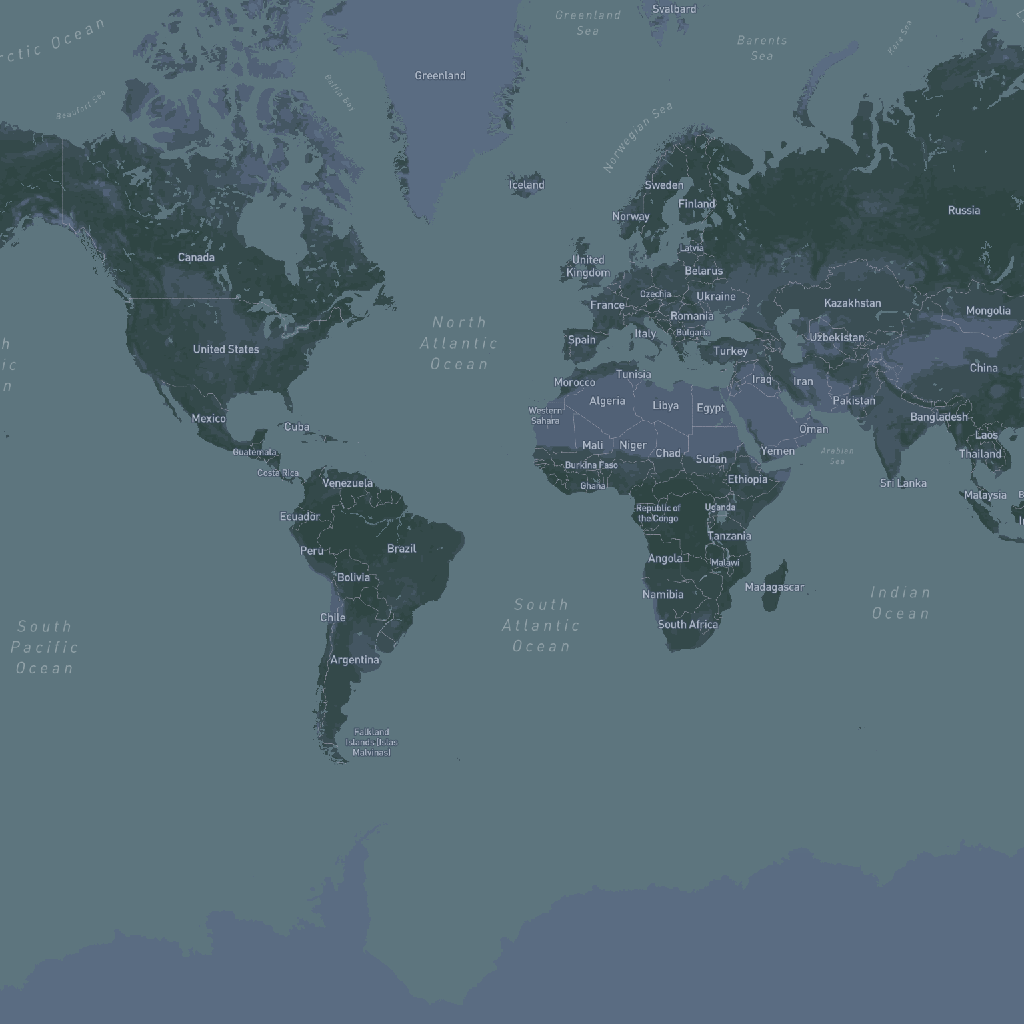 Svalbard
Greenland
Sea
Arctic Ocean
Barents
Sea
Kara Sea
Greenland
Baffin Bay
Beaufort Sea
Norwegian Sea
Iceland
Sweden
Finland
Norway
Russia
Latvia
Canada
United
Kingdom
Belarus
Czechia
Ukraine
France
Kazakhstan
Mongolia
Romania
North
Atlantic
Ocean
Italy
Bulgaria
Spain
Uzbekistan
United States
Turkey
China
Tunisia
Morocco
Iraq
Iran
Algeria
Libya
Egypt
Pakistan
Western
Sahara
Mexico
Cuba
Oman
Bangladesh
Laos
Mali
Niger
Chad
Sudan
Yemen
Arabian
Sea
Thailand
Guatemala
Burkina Faso
Costa Rica
Venezuela
Ghana
Ethiopia
Sri Lanka
Malaysia
Ecuador
Republic of
the Congo
Uganda
Peru
Brazil
Tanzania
Angola
Malawi
Bolivia
Namibia
Madagascar
Indian
Ocean
Chile
South
Atlantic
Ocean
South Africa
South
Pacific
Ocean
Argentina
Falkland
Islands (Islas
Malvinas)